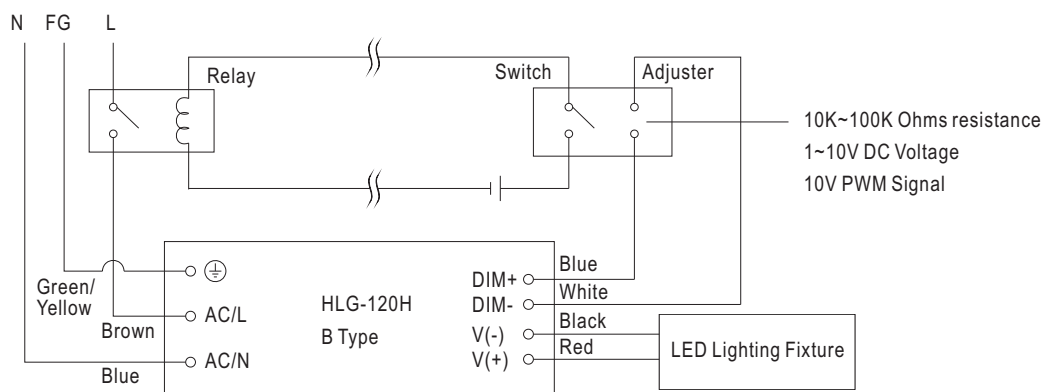 N FG L
Relay
Switch
Adjuster
10K~100K Ohms resistance
1~10V DC Voltage
10V PWM Signal
Green/
Yellow
Brown
Blue
AC/L
AC/N
HLG-120H
B Type
DIM+
DIM-
V(-)
V(+)
Blue
White
Black
Red
LED Lighting Fixture